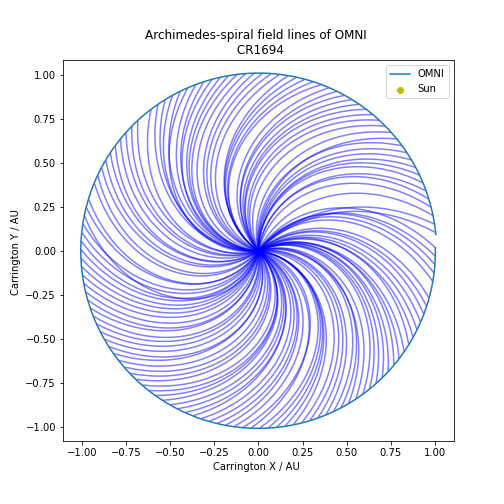 Archimedes-spiral field lines of OMNI
CR1694
OMNI
Sun
1.00
0.75
0.50
0.25
0.00
−0.25
−0.50
−0.75
−1.00
Carrington Y / AU
−1.00 −0.75 −0.50 −0.25 0.00 0.25 0.50 0.75 1.00
Carrington X / AU